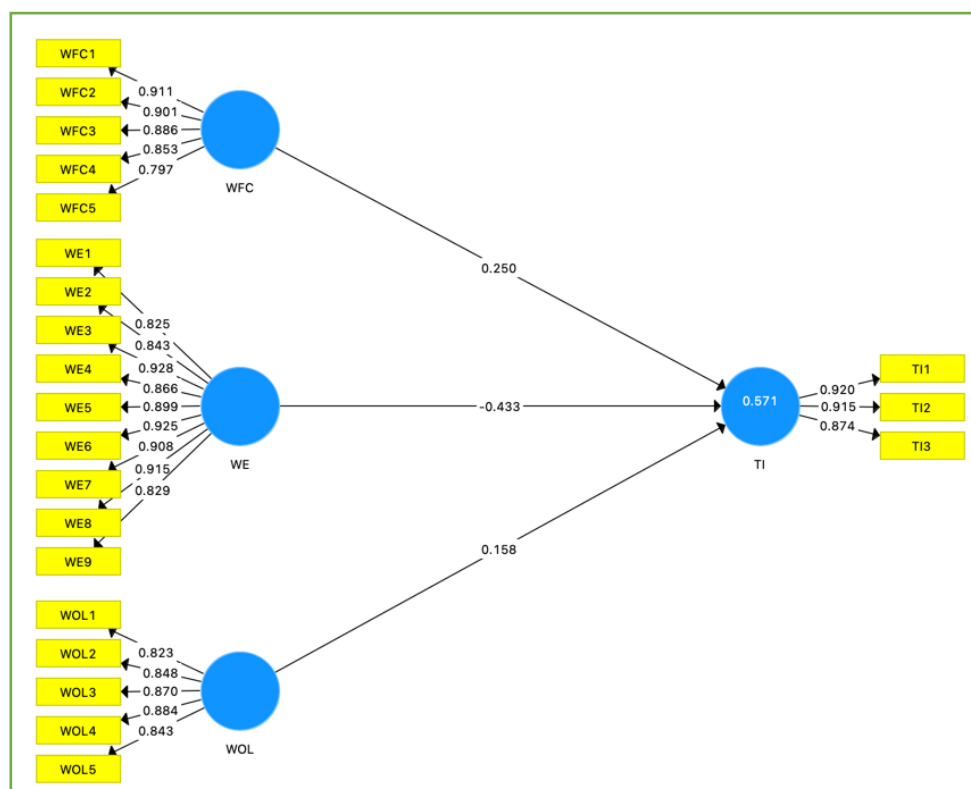 WFC1
WFC2
WFC3
WFC4
WFC5
0.911
0.901
0.886
0.853
0.797
WFC
0.250
WE1
WE2
WE3
WE4
WE5
WE6
WE7
WE8
WE9
0.825
0.843
0.928
0.866
0.899
0.925
0.908
0.915
0.829
WE
-0.433
0.571
TI
0.920
0.915
0.874
TI1
TI2
TI3
0.158
WOL1
WOL2
WOL3
WOL4
WOL5
0.823
0.848
0.870
0.884
0.843
WOL